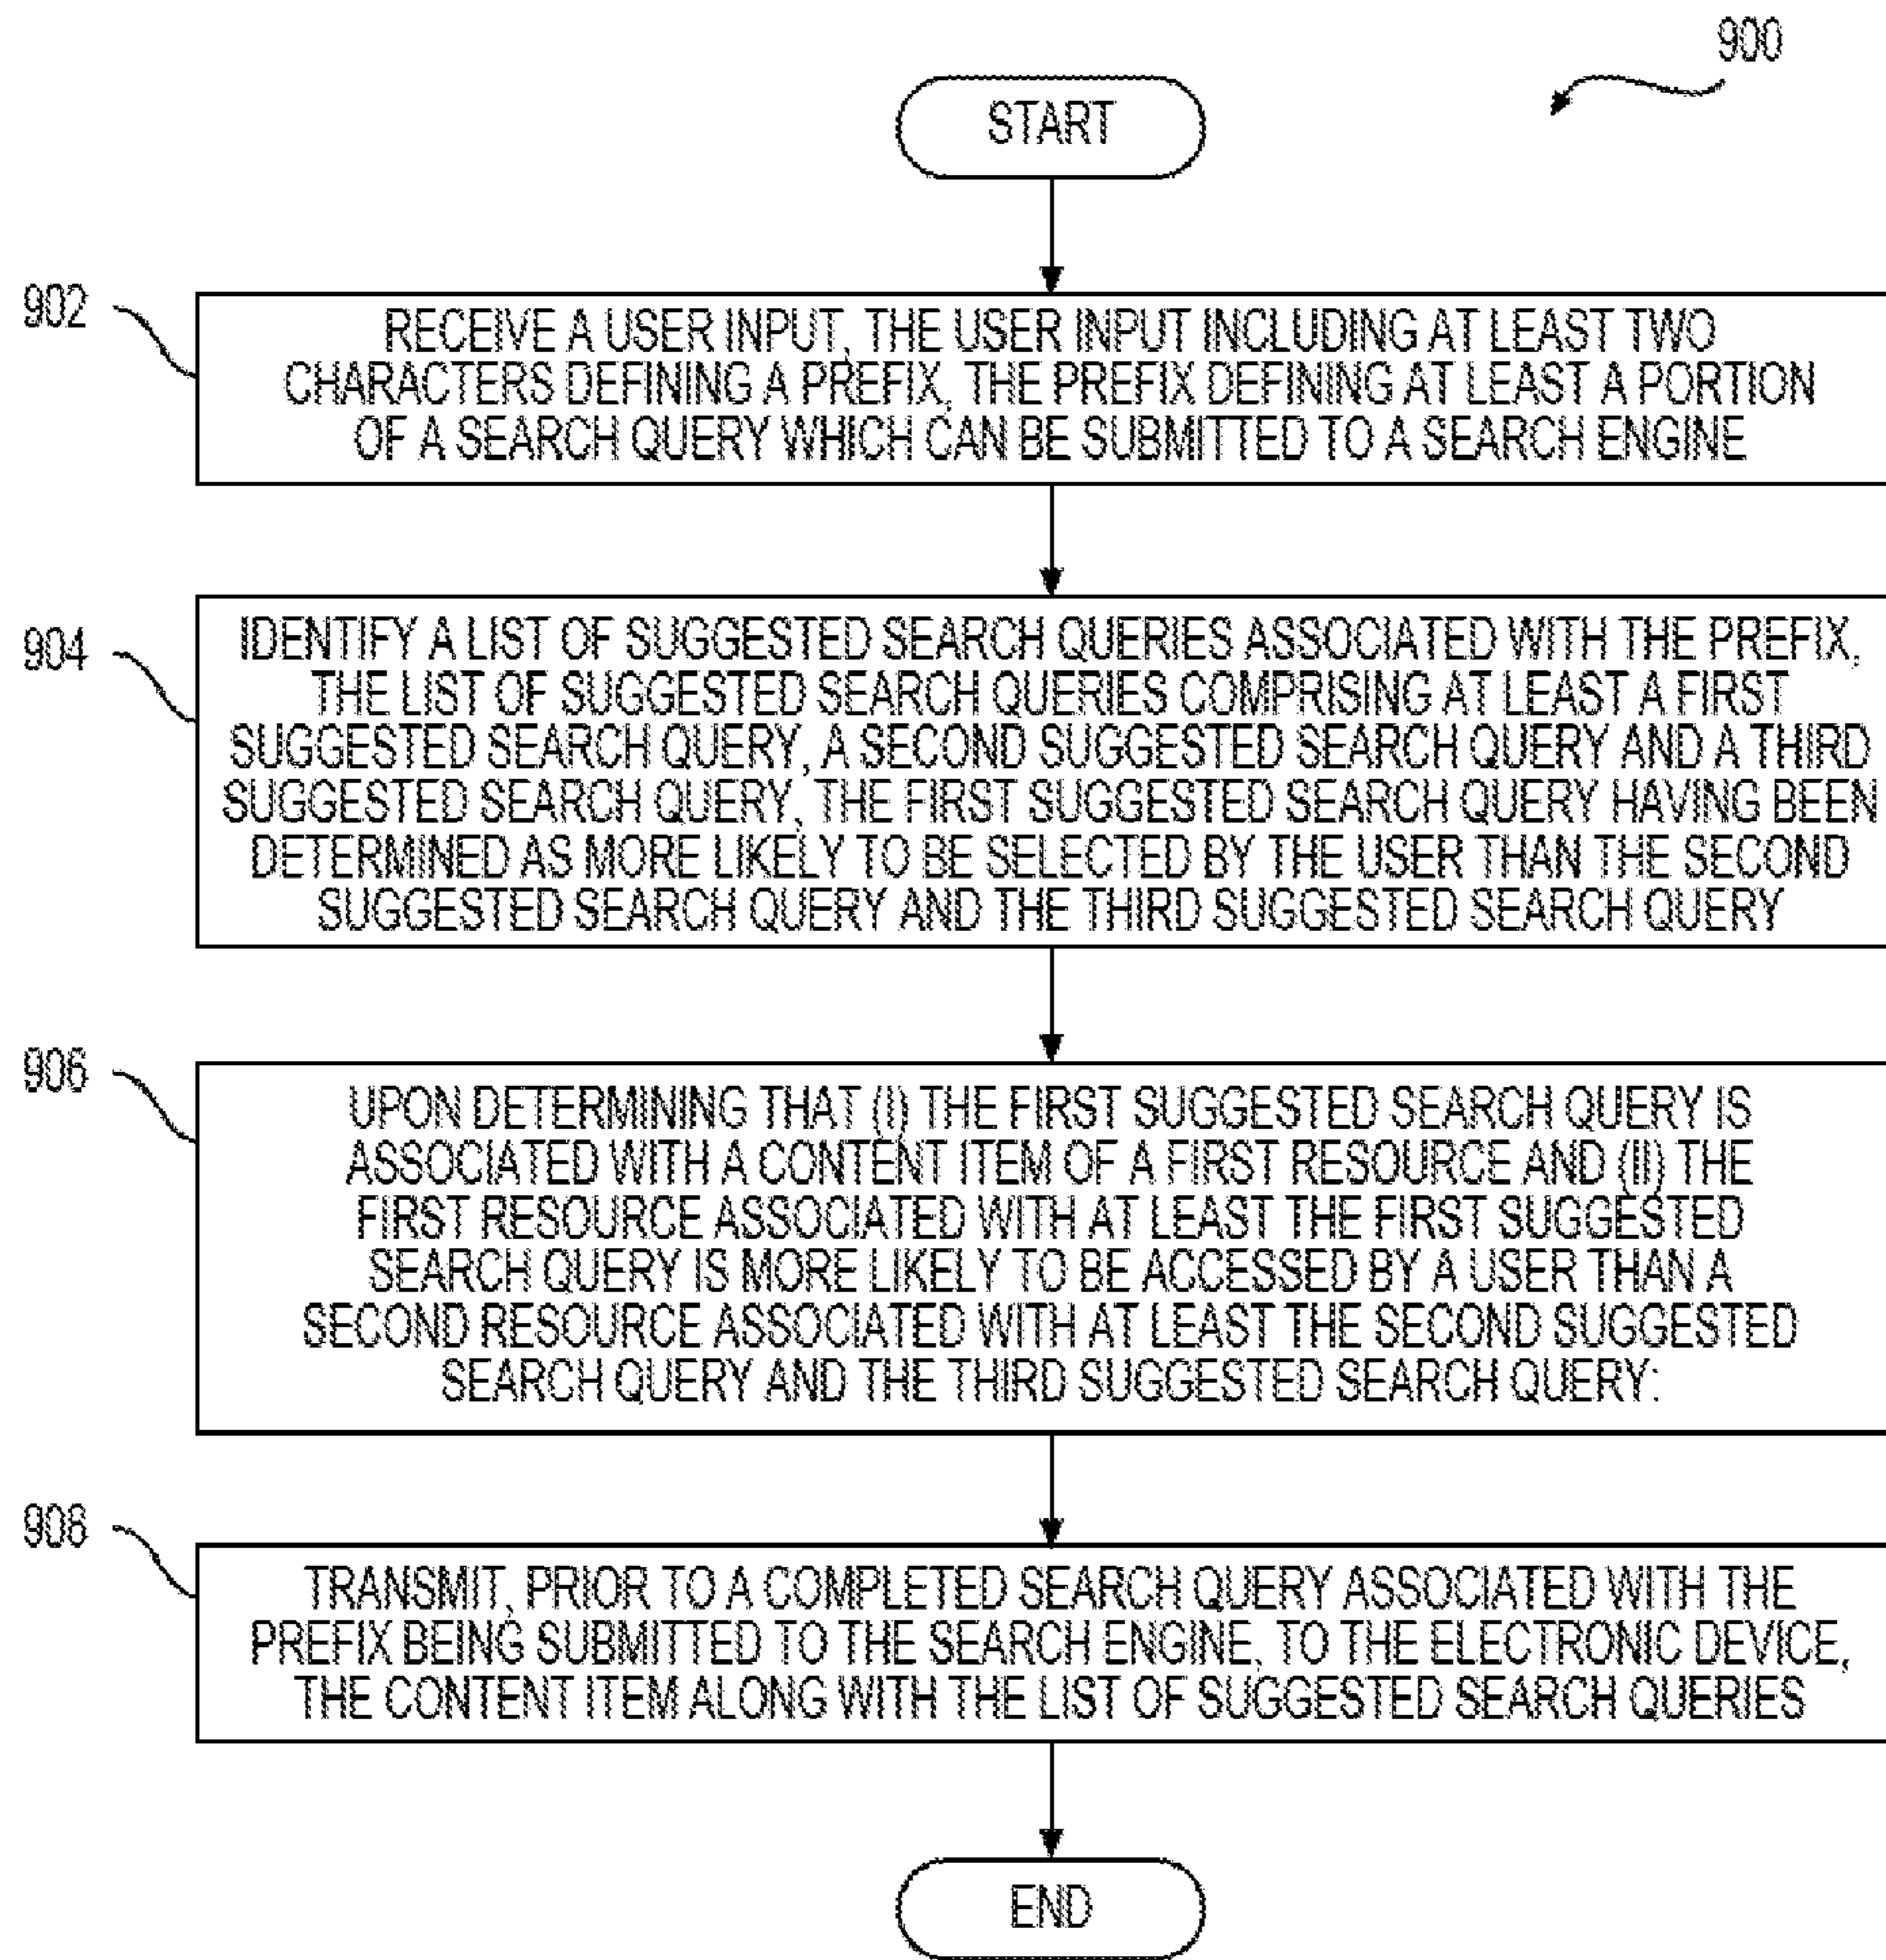 900
START
902
RECEIVE A USER INPUT, THE USER INPUT INCLUDING AT LEAST TWO
CHARACTERS DEFINING A PREFIX, THE PREFIX DEFINING AT LEAST A PORTION
OF A SEARCH QUERY WHICH CAN BE SUBMITTED TO A SEARCH ENGINE
904
IDENTIFY A LIST OF SUGGESTED SEARCH QUERIES ASSOCIATED WITH THE PREFIX,
THE LIST OF SUGGESTED SEARCH QUERIES COMPRISING AT LEAST A FIRST
SUGGESTED SEARCH QUERY, A SECOND SUGGESTED SEARCH QUERY AND A THIRD
SUGGESTED SEARCH QUERY, THE FIRST SUGGESTED SEARCH QUERY HAVING BEEN
DETERMINED AS MORE LIKELY TO BE SELECTED BY THE USER THAN THE SECOND
SUGGESTED SEARCH QUERY AND THE THIRD SUGGESTED SEARCH QUERY
906
UPON DETERMINING THAT (I) THE FIRST SUGGESTED SEARCH QUERY IS
ASSOCIATED WITH A CONTENT ITEM OF A FIRST RESOURCE AND (II) THE
FIRST RESOURCE ASSOCIATED WITH AT LEAST THE FIRST SUGGESTED
SEARCH QUERY IS MORE LIKELY TO BE ACCESSED BY A USER THAN A
SECOND RESOURCE ASSOCIATED WITH AT LEAST THE SECOND SUGGESTED
SEARCH QUERY AND THE THIRD SUGGESTED SEARCH QUERY:
908
TRANSMIT, PRIOR TO A COMPLETED SEARCH QUERY ASSOCIATED WITH THE
PREFIX BEING SUBMITTED TO THE SEARCH ENGINE, TO THE ELECTRONIC DEVICE,
THE CONTENT ITEM ALONG WITH THE LIST OF SUGGESTED SEARCH QUERIES
END